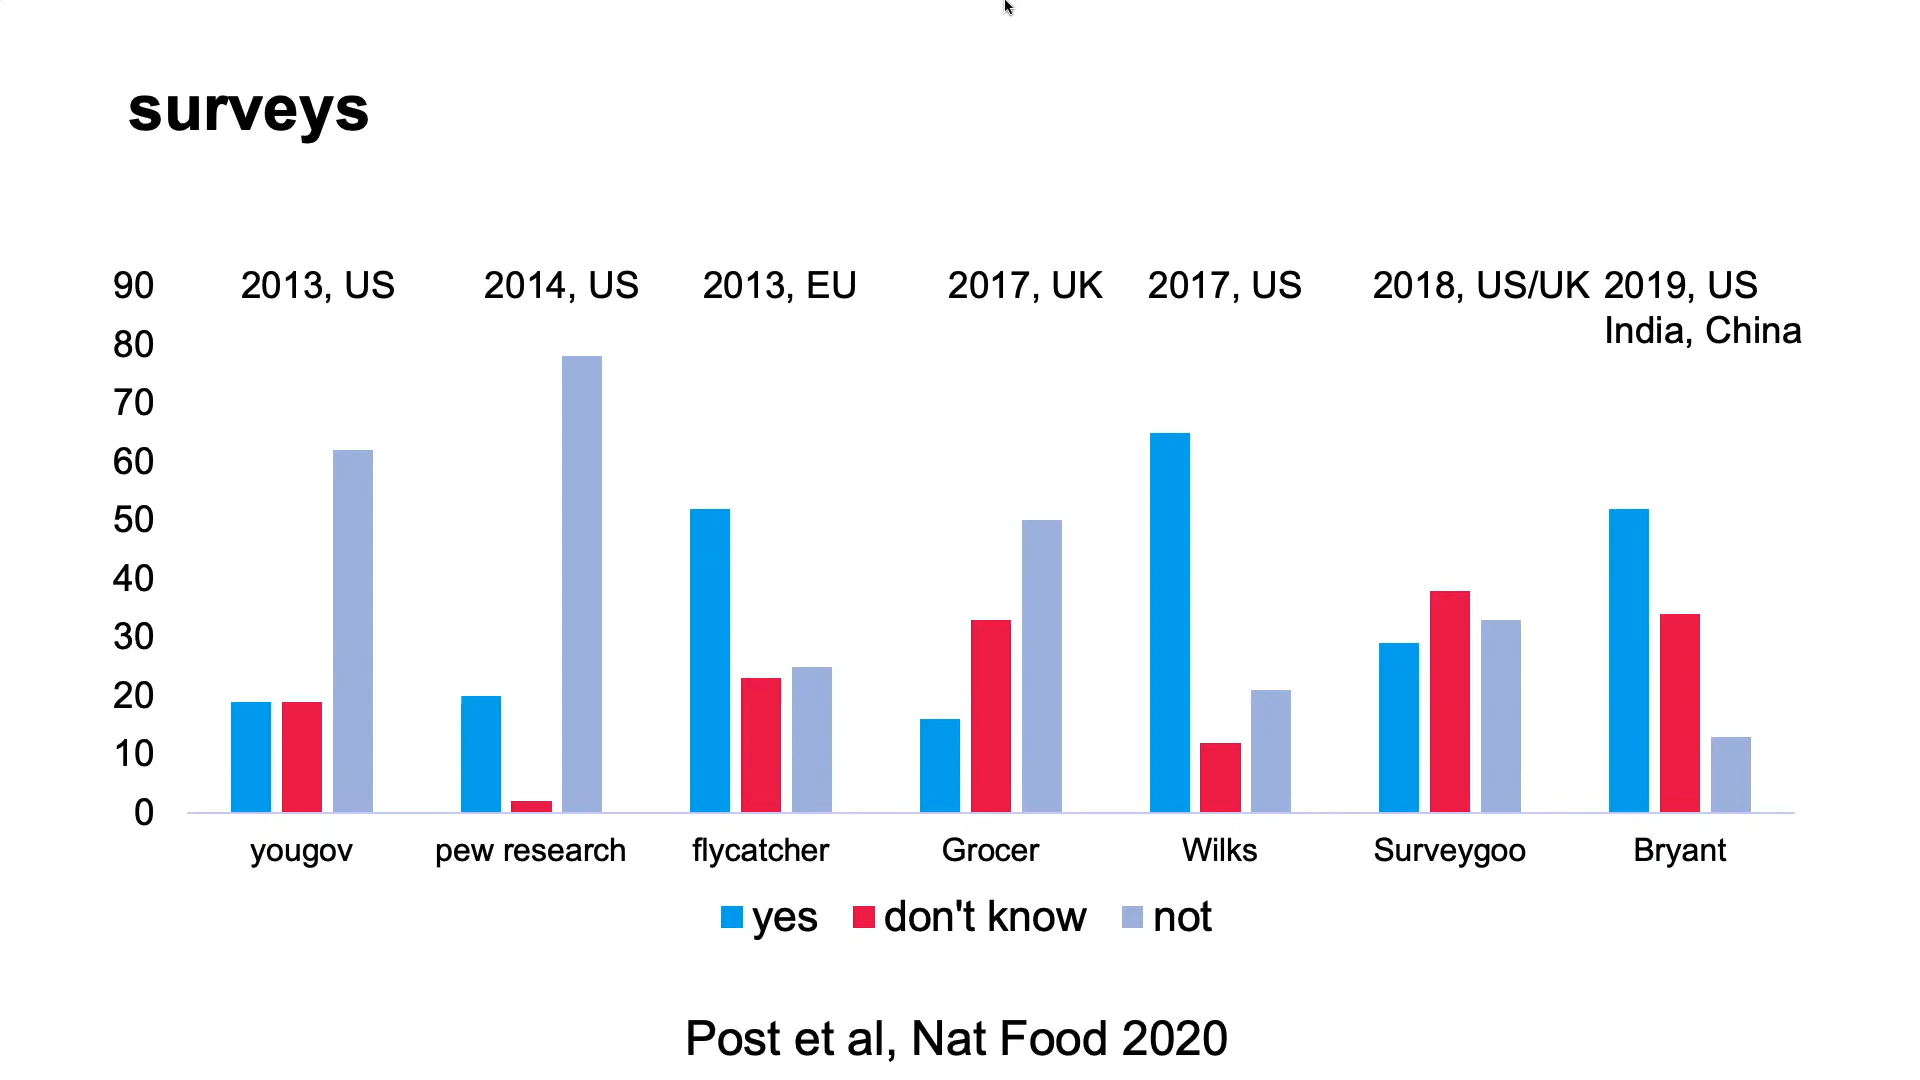 surveys
90
80
70
60
50
40
30
20
10
0
2013, US
2014, US
2013, EU
2017, UK
2017, US
2018, US/UK
2019, US
India, China
yougov
pew research
flycatcher
Grocer
Wilks
Surveygoo
Bryant
yes
don't know
not
Post et al, Nat Food 2020